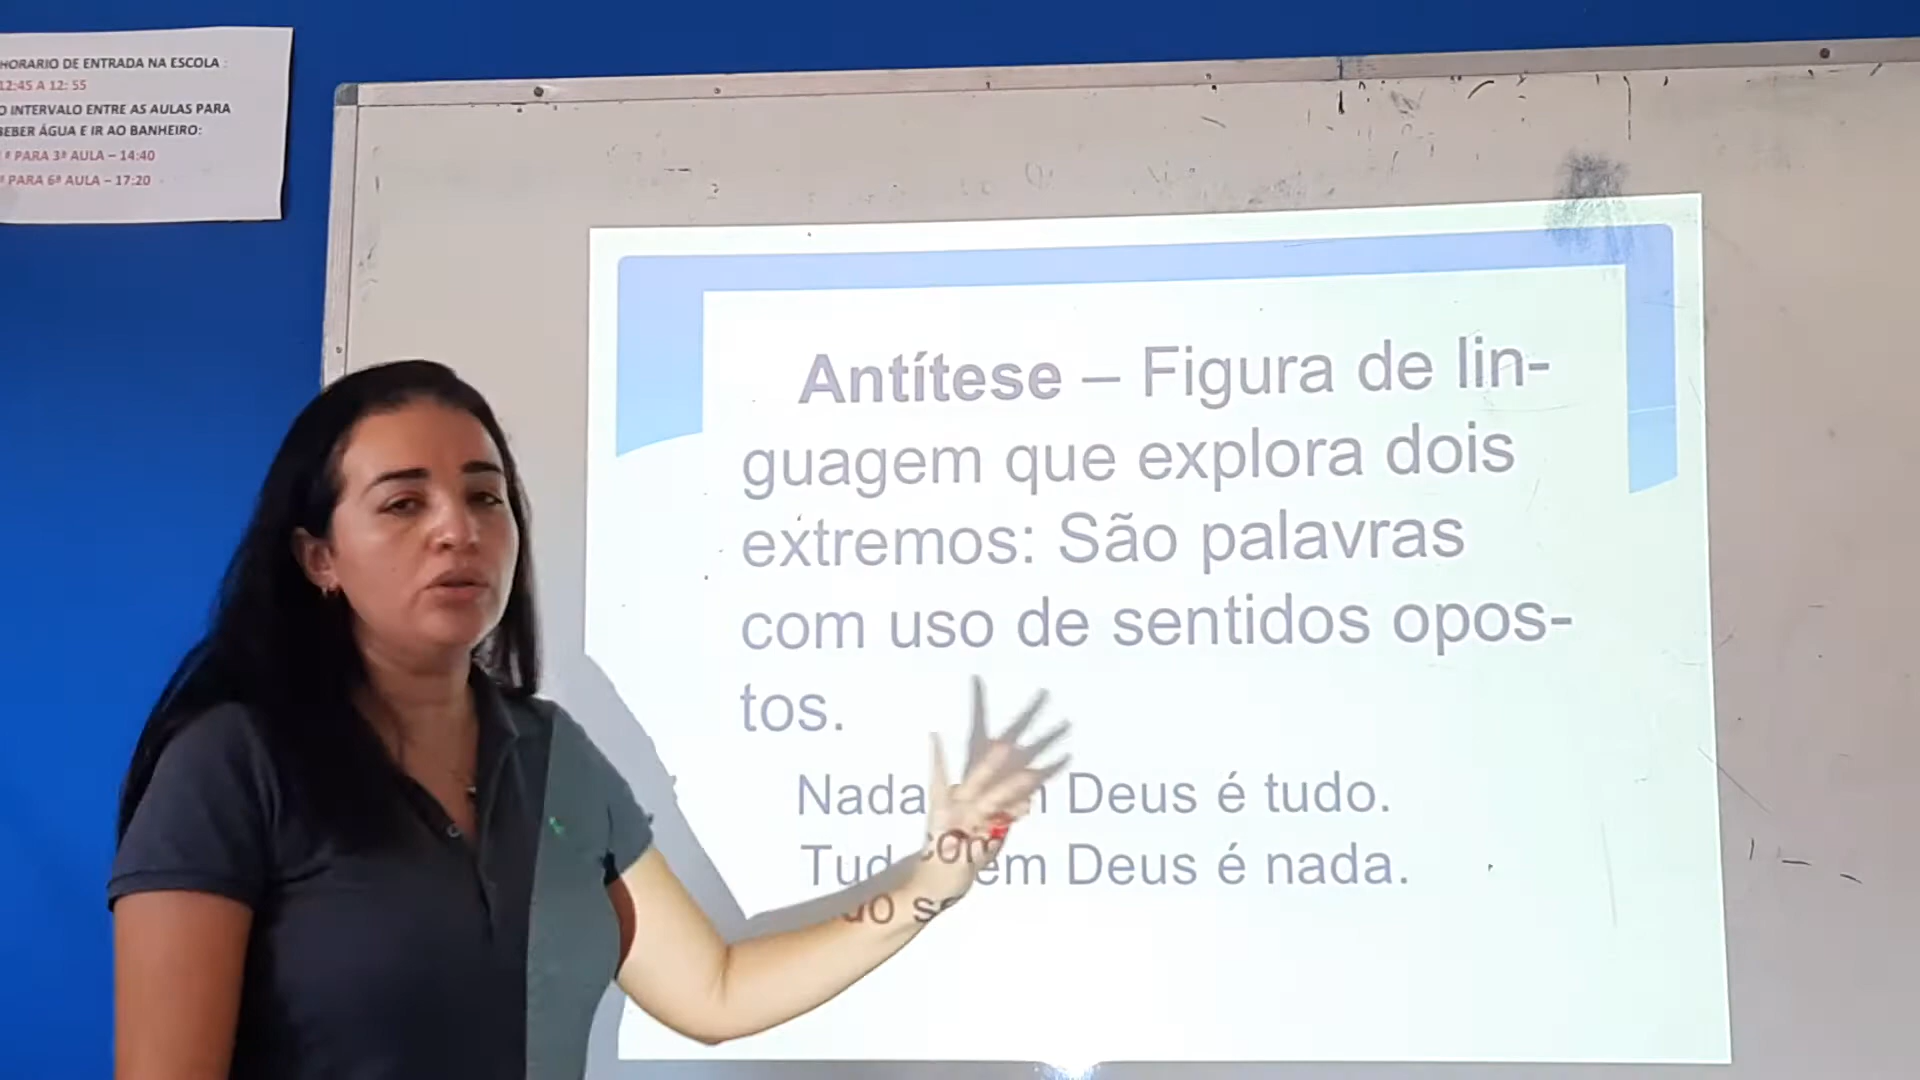 HORARIO DE ENTRADA NA ESCOLA :
12:45 A 12: 55
O INTERVALO ENTRE AS AULAS PARA
BEBER ÁGUA E IR AO BANHEIRO:
PARA 3ª AULA – 14:40
PARA 6ª AULA – 17:20
Antítese – Figura de lin-
guagem que explora dois
extremos: São palavras
com uso de sentidos opos-
tos.
Nada Deus é tudo.
Deus é nada.